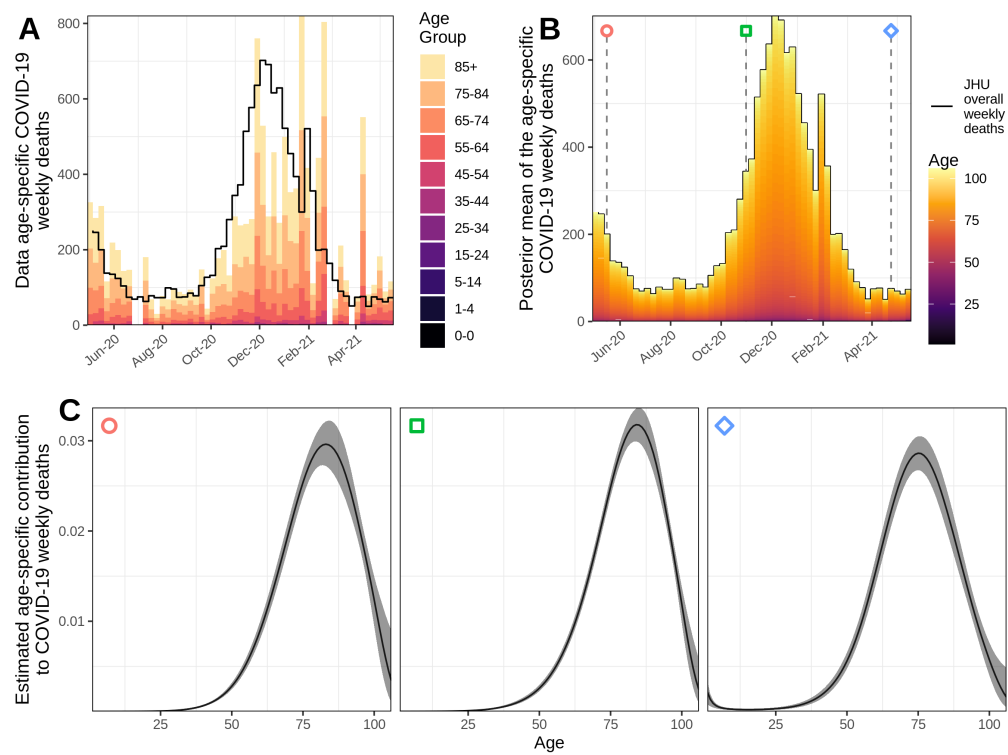 A
Data age-specific COVID-19
weekly deaths
800
600
400
200
0
Jun-20
Aug-20
Oct-20
Dec-20
Feb-21
Apr-21
Age
Group
85+
75-84
65-74
55-64
45-54
35-44
25-34
15-24
5-14
1-4
0-0
B
Posterior mean of the age-specific
COVID-19 weekly deaths
600
400
200
0
Jun-20
Aug-20
Oct-20
Dec-20
Feb-21
Apr-21
JHU
overall
weekly
deaths
Age
100
75
50
25
C
Estimated age-specific contribution
to COVID-19 weekly deaths
0.03
0.02
0.01
25
50
75
100
25
50
75
100
25
50
75
100
Age